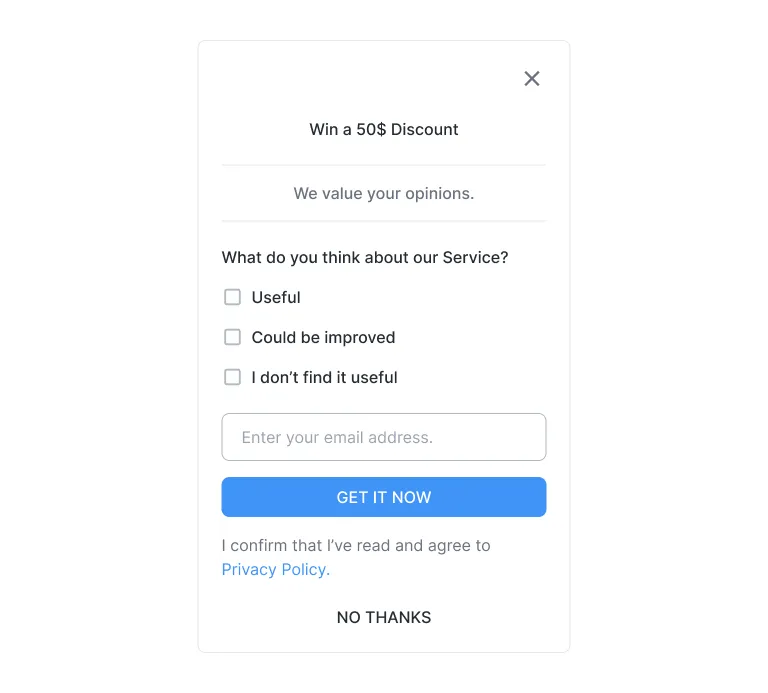 Win a 50$ Discount
We value your opinions.
What do you think about our Service?
Useful
Could be improved
I don’t find it useful
Enter your email address.
GET IT NOW
I confirm that I’ve read and agree to
Privacy Policy.
NO THANKS